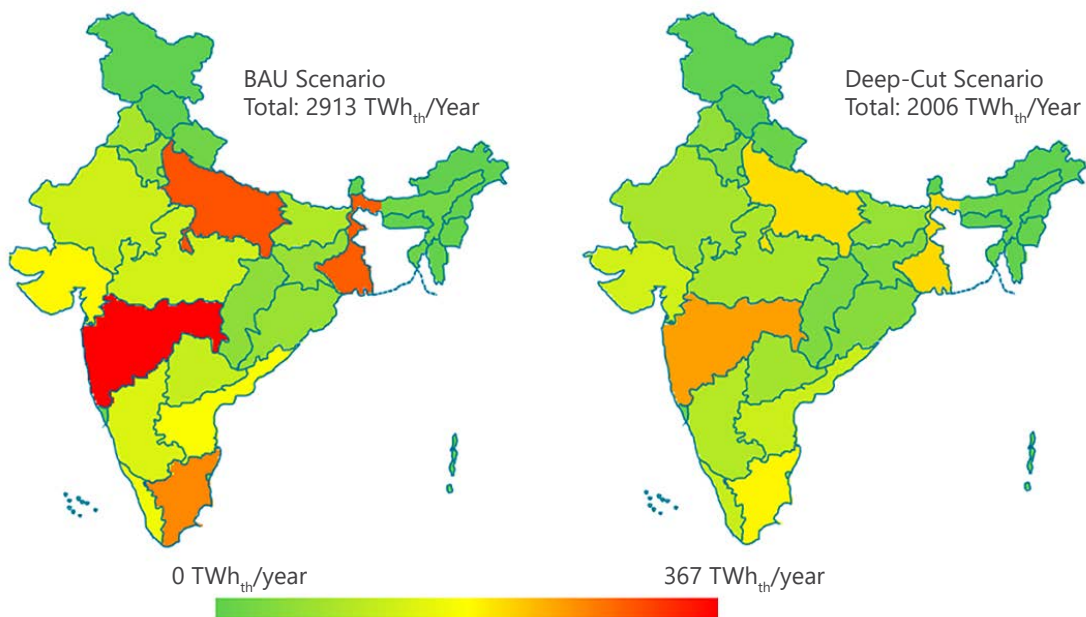 BAU Scenario
Total: 2913 TWhth/Year
Deep-Cut Scenario
Total: 2006 TWhth/Year
0 TWhth/year
367 TWhth/year